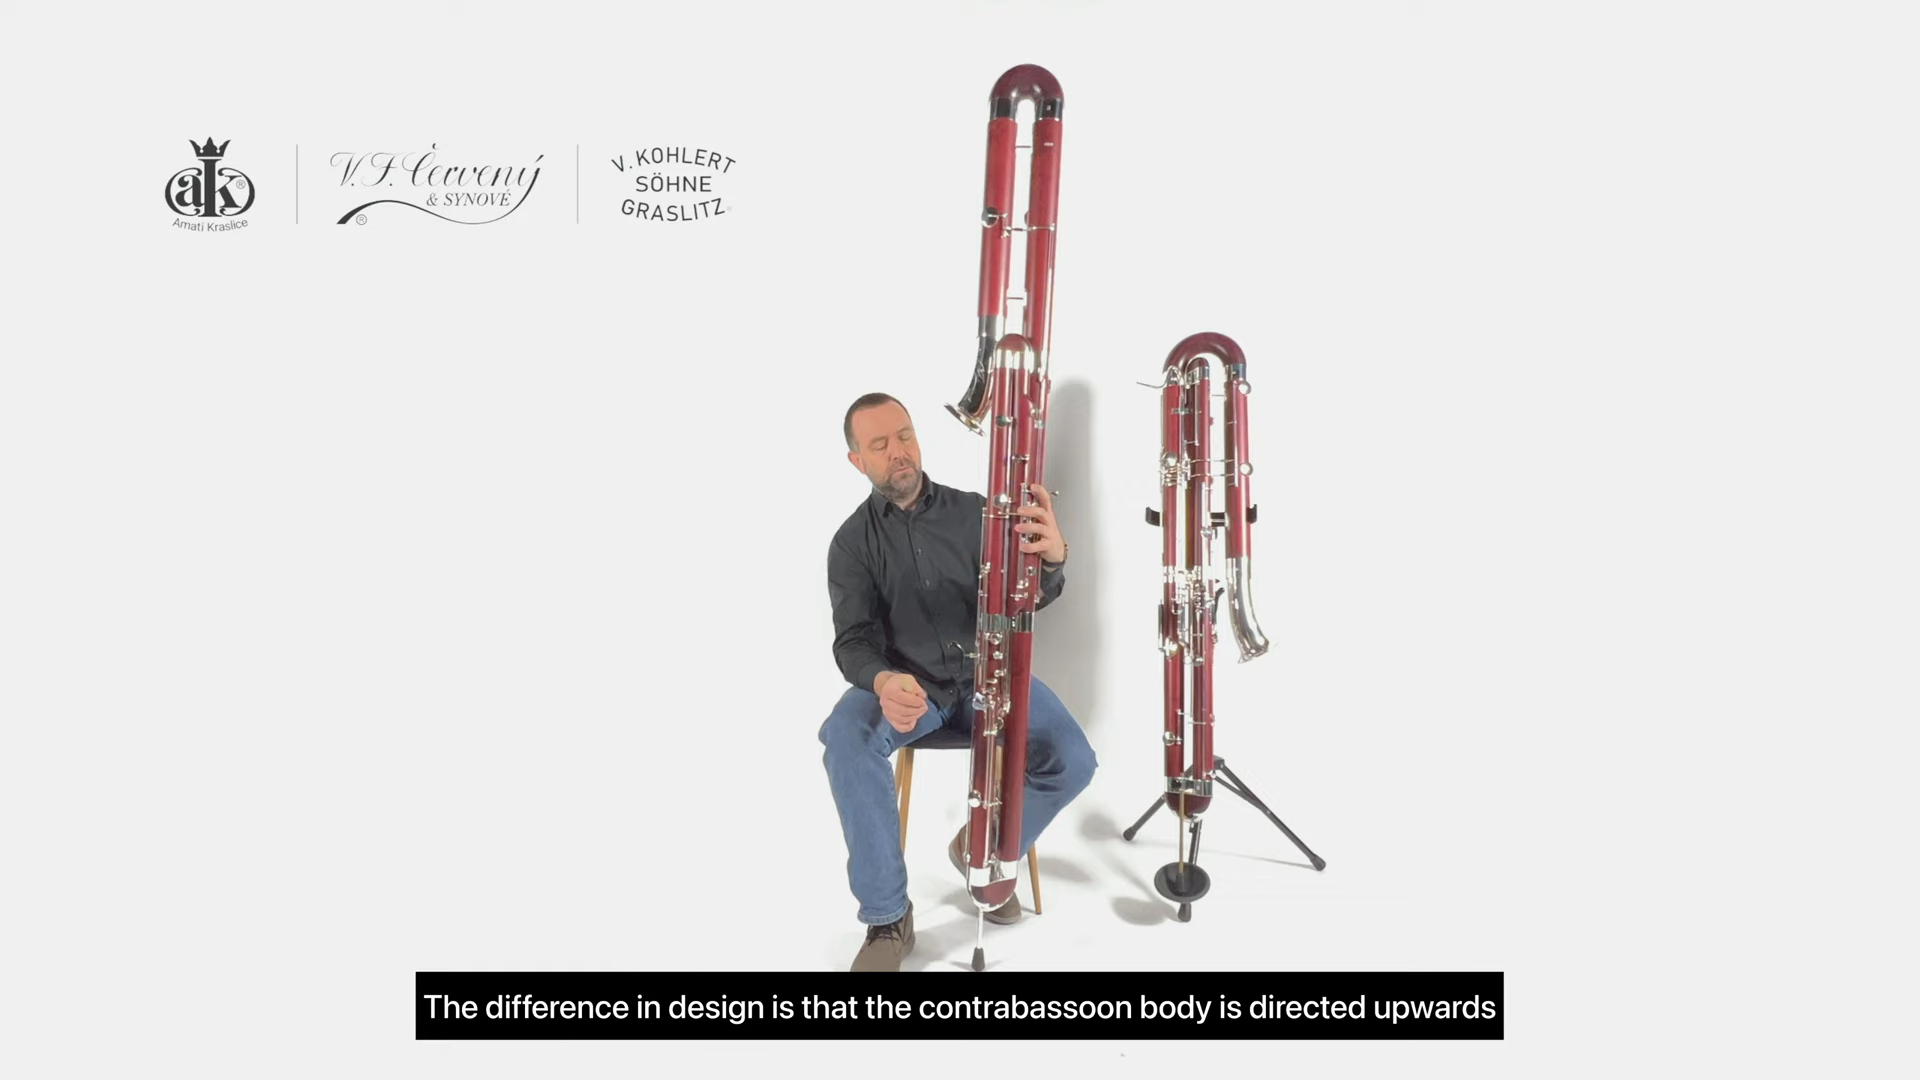 ak®
Amati Kraslice
V. F. Červený
& SYNOVÉ
®
V. KOHLERT
SÖHNE
GRASLITZ
The difference in design is that the contrabassoon body is directed upwards